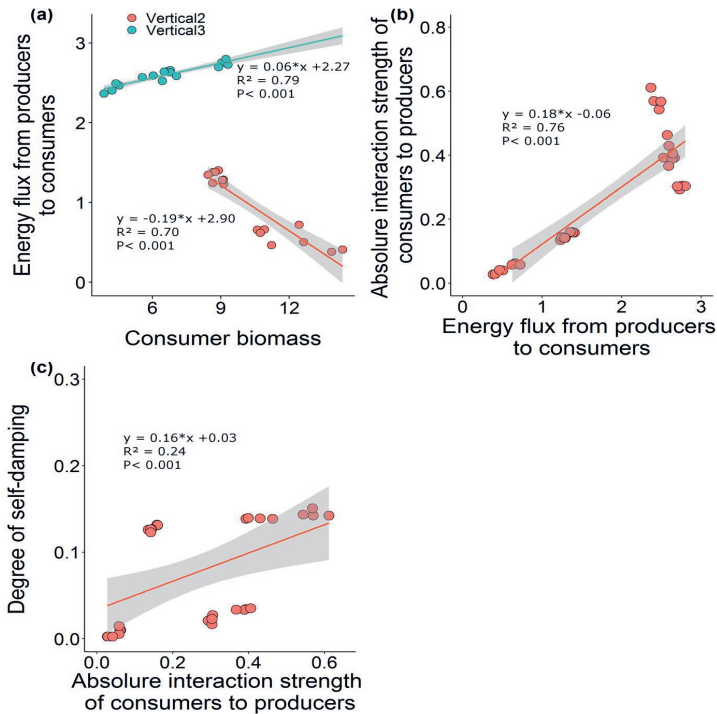 (a)
Vertical2
Vertical3
Energy flux from producers
to consumers
3
2
1
0
y = 0.06*x +2.27
R² = 0.79
P< 0.001
y = -0.19*x +2.90
R² = 0.70
P< 0.001
6
9
12
Consumer biomass
(b)
Absolute interaction strength of
consumers to producers
0.8
0.6
0.4
0.2
0.0
y = 0.18*x -0.06
R² = 0.76
P< 0.001
0
1
2
3
Energy flux from producers
to consumers
(c)
Degree of self-damping
0.3
0.2
0.1
0.0
y = 0.16*x +0.03
R² = 0.24
P< 0.001
0.0
0.2
0.4
0.6
Absolure interaction strength
of consumers to producers